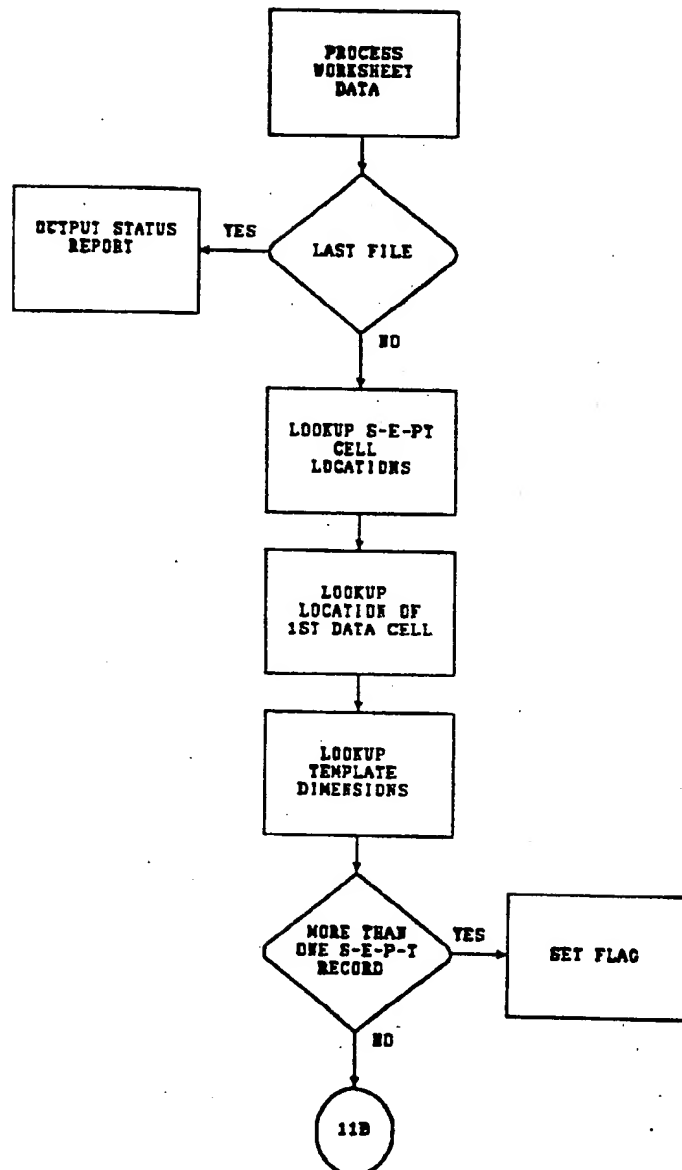 PROCESS
WORKSHEET
DATA
LAST FILE
YES
OUTPUT STATUS
REPORT
NO
LOOKUP S-E-PT
CELL
LOCATIONS
LOOKUP
LOCATION OF
1ST DATA CELL
LOOKUP
TEMPLATE
DIMENSIONS
MORE THAN
ONE S-E-P-T
RECORD
YES
SET FLAG
NO
11B